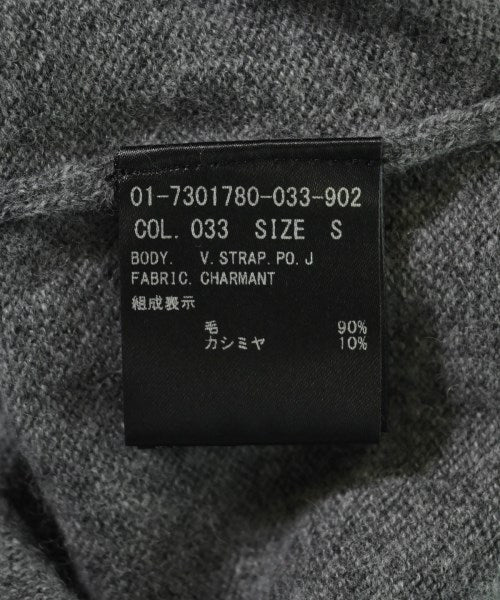 01-7301780-033-902
COL. 033 SIZE S
BODY. V. STRAP. PO. J
FABRIC. CHARMANT
組成表示
毛 90%
カシミヤ 10%